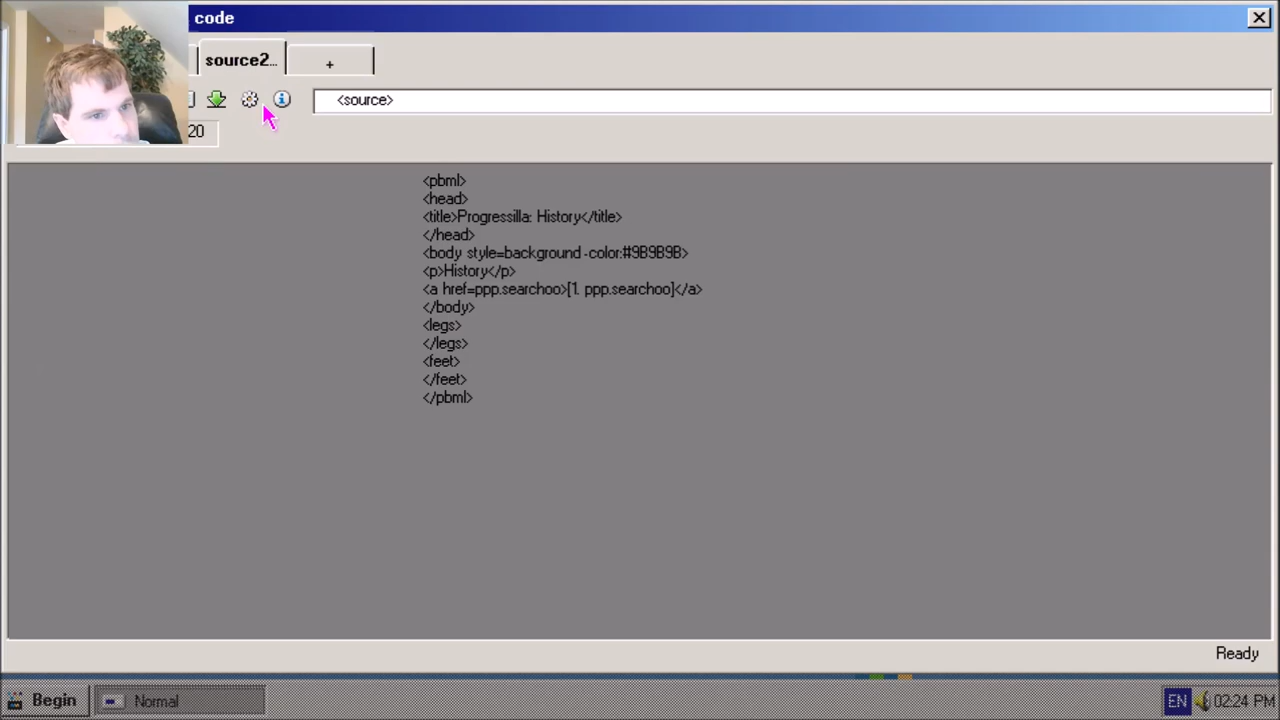 code
source2...
+
<source>
20
<pbml>
<head>
<title>Progressilla: History</title>
</head>
<body style=background-color:#9B9B9B>
<p>History</p>
<a href=ppp.searchoo>[1. ppp.searchoo]</a>
</body>
<legs>
</legs>
<feet>
</feet>
</pbml>
Ready
Begin
Normal
EN
02:24 PM